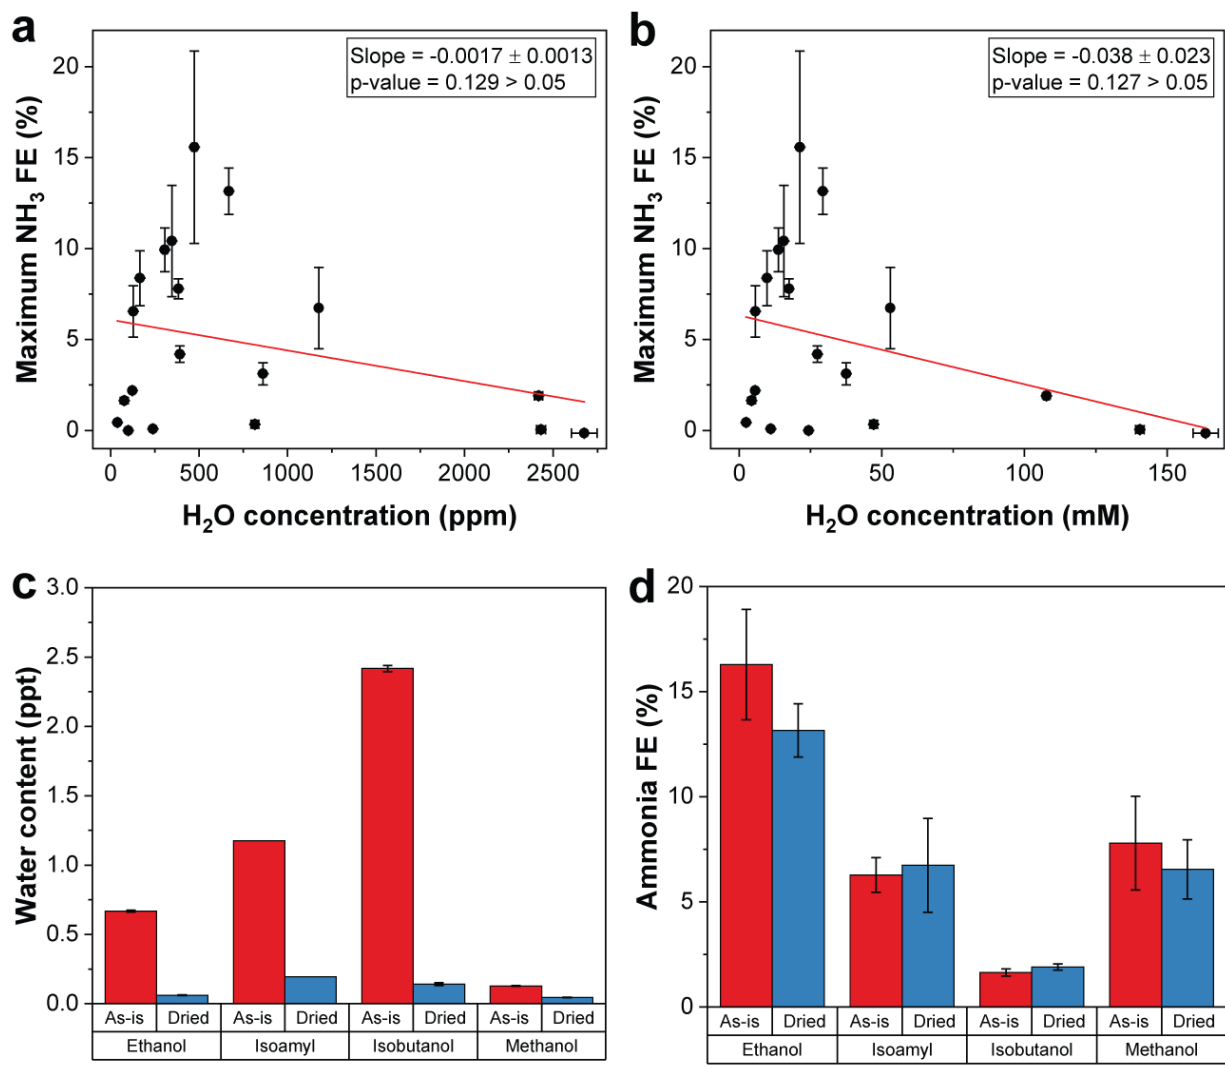 a
Slope = -0.0017 ± 0.0013
p-value = 0.129 > 0.05
Maximum NH₃ FE (%)
20
15
10
5
0
0 500 1000 1500 2000 2500
H₂O concentration (ppm)
b
Slope = -0.038 ± 0.023
p-value = 0.127 > 0.05
Maximum NH₃ FE (%)
20
15
10
5
0
0 50 100 150
H₂O concentration (mM)
c
Water content (ppt)
3.0
2.5
2.0
1.5
1.0
0.5
0.0
As-is Dried As-is Dried As-is Dried As-is Dried
Ethanol Isoamyl Isobutanol Methanol
d
Ammonia FE (%)
20
15
10
5
0
As-is Dried As-is Dried As-is Dried As-is Dried
Ethanol Isoamyl Isobutanol Methanol